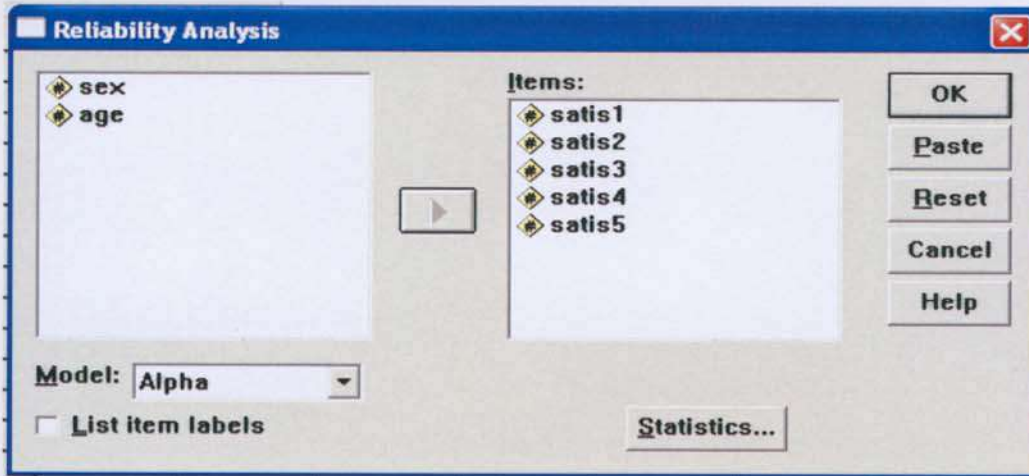 Reliability Analysis
sex
age
Items:
satis1
satis2
satis3
satis4
satis5
OK
Paste
Reset
Cancel
Help
Model: Alpha
List item labels
Statistics...